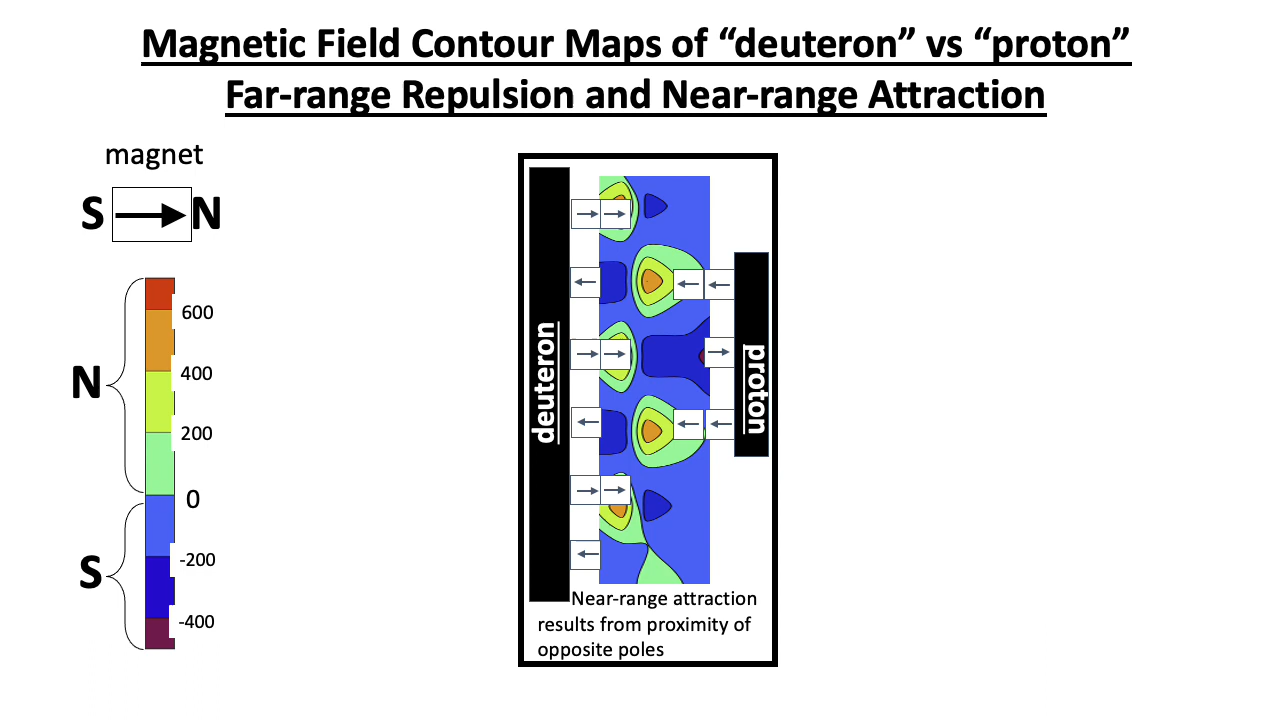 Magnetic Field Contour Maps of “deuteron” vs “proton”
Far-range Repulsion and Near-range Attraction
magnet
S
N
N
S
600
400
200
0
-200
-400
deuteron
proton
Near-range attraction
results from proximity of
opposite poles